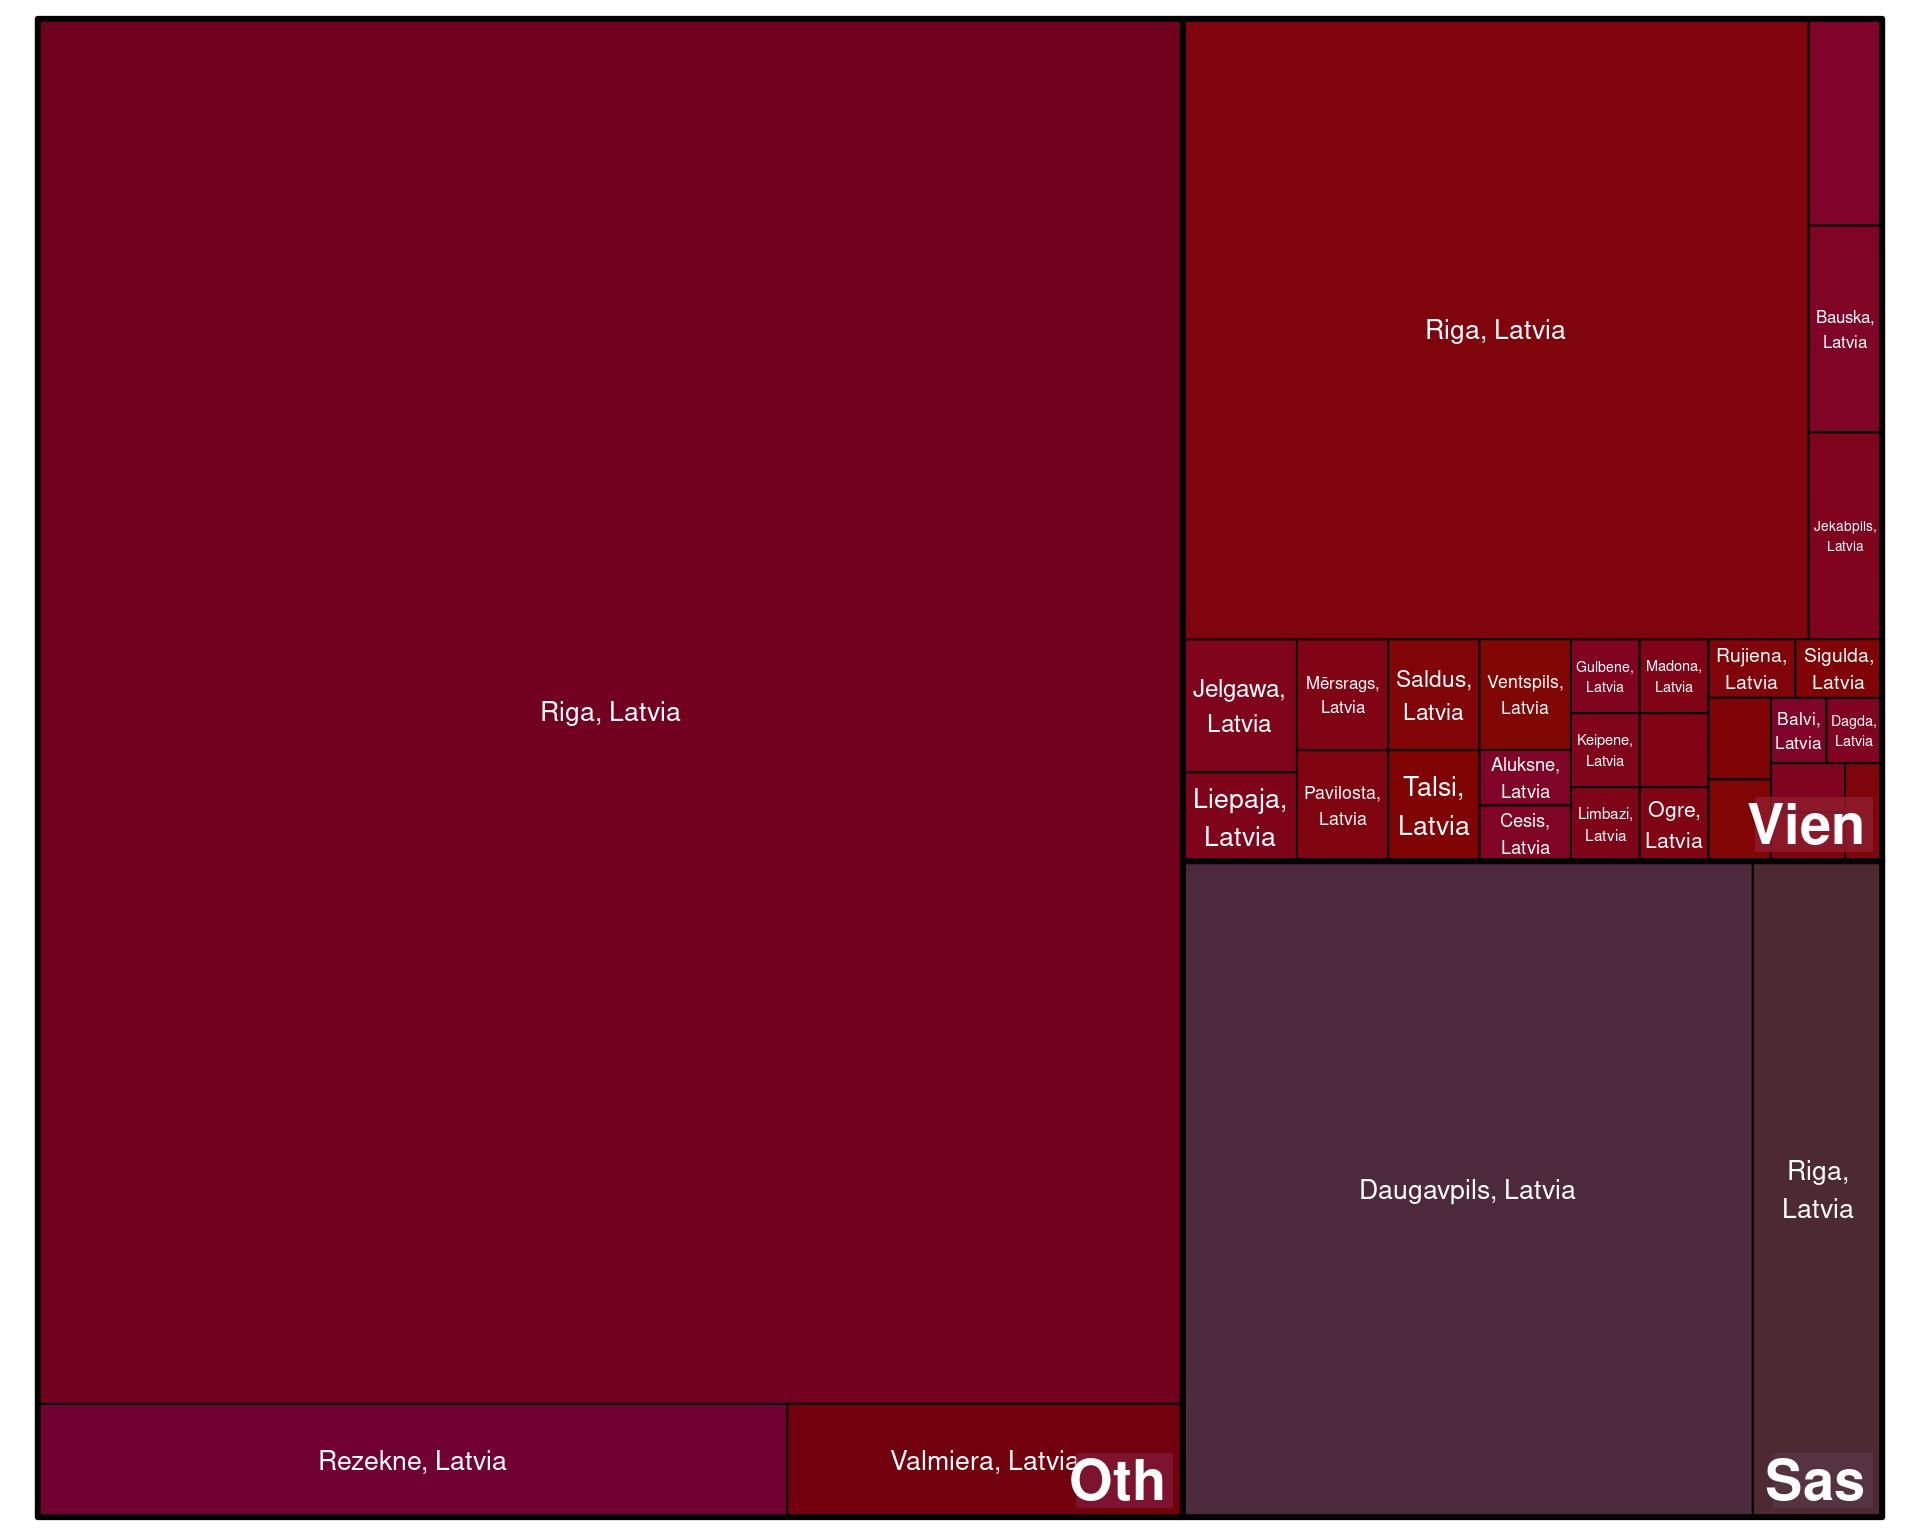 Riga, Latvia
Rezekne, Latvia
Valmiera, Latvia
Oth
Riga, Latvia
Bauska,
Latvia
Jekabpils,
Latvia
Jelgawa,
Latvia
Liepaja,
Latvia
Mērsrags,
Latvia
Pavilosta,
Latvia
Saldus,
Latvia
Talsi,
Latvia
Ventspils,
Latvia
Aluksne,
Latvia
Cesis,
Latvia
Gulbene,
Latvia
Keipene,
Latvia
Limbazi,
Latvia
Madona,
Latvia
Ogre,
Latvia
Rujiena,
Latvia
Sigulda,
Latvia
Balvi,
Latvia
Dagda,
Latvia
Vien
Daugavpils, Latvia
Riga,
Latvia
Sas